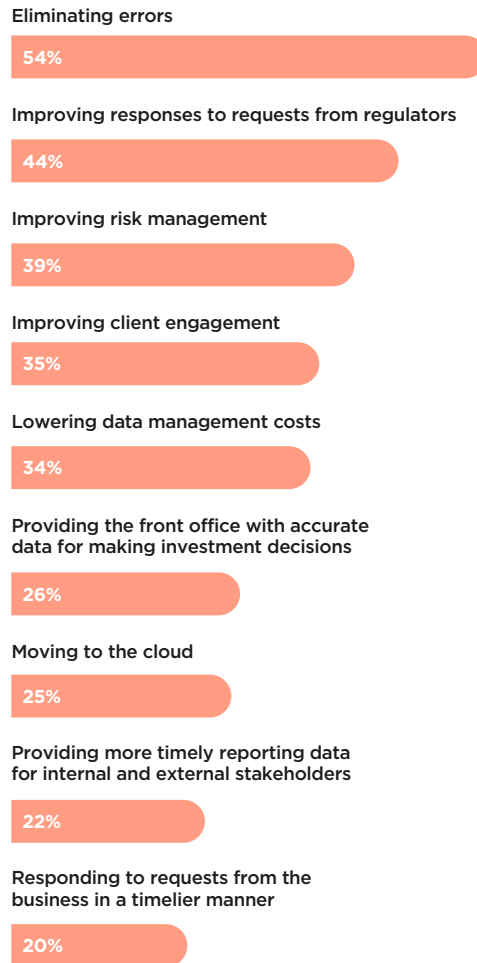 Eliminating errors
54%
Improving responses to requests from regulators
44%
Improving risk management
39%
Improving client engagement
35%
Lowering data management costs
34%
Providing the front office with accurate
data for making investment decisions
26%
Moving to the cloud
25%
Providing more timely reporting data
for internal and external stakeholders
22%
Responding to requests from the
business in a timelier manner
20%